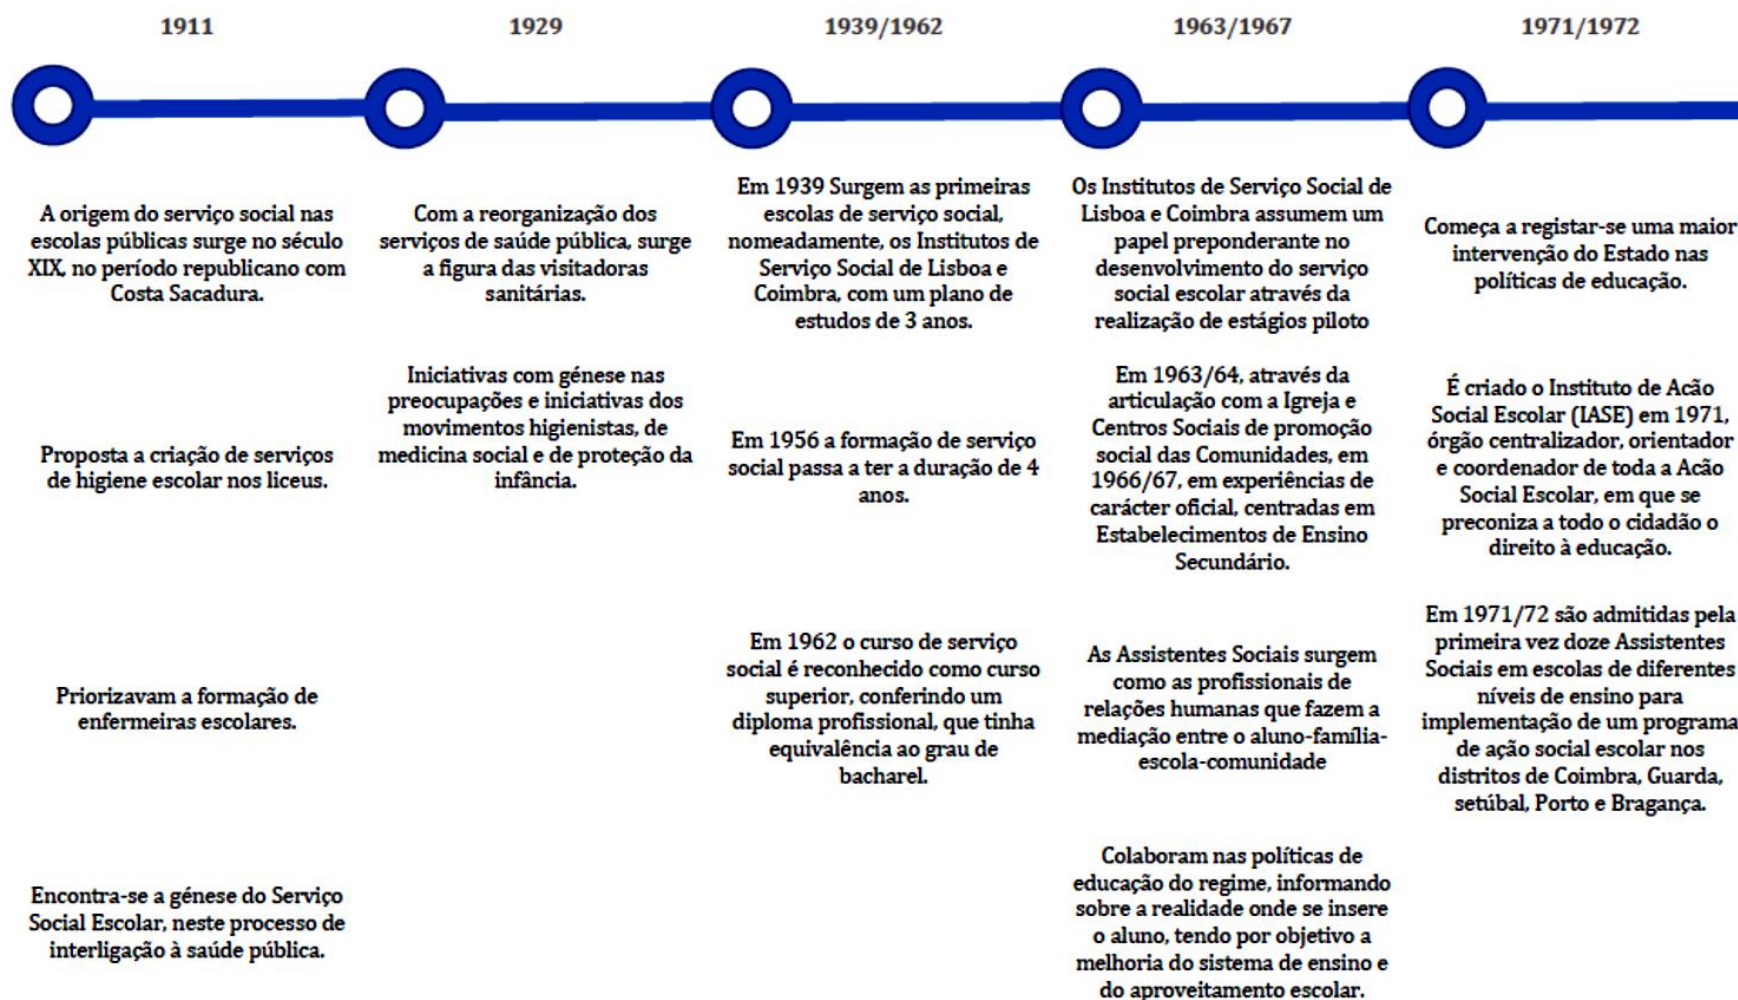 1911
A origem do serviço social nas
escolas públicas surge no século
XIX, no período republicano com
Costa Sacadura.
Proposta a criação de serviços
de higiene escolar nos liceus.
Priorizavam a formação de
enfermeiras escolares.
Encontra-se a génese do Serviço
Social Escolar, neste processo de
interligação à saúde pública.
1929
Com a reorganização dos
serviços de saúde pública, surge
a figura das visitadoras
sanitárias.
Iniciativas com génese nas
preocupações e iniciativas dos
movimentos higienistas, de
medicina social e de proteção da
infância.
1939/1962
Em 1939 Surgem as primeiras
escolas de serviço social,
nomeadamente, os Institutos de
Serviço Social de Lisboa e
Coimbra, com um plano de
estudos de 3 anos.
Em 1956 a formação de serviço
social passa a ter a duração de 4
anos.
Em 1962 o curso de serviço
social é reconhecido como curso
superior, conferindo um
diploma profissional, que tinha
equivalência ao grau de
bacharel.
1963/1967
Os Institutos de Serviço Social de
Lisboa e Coimbra assumem um
papel preponderante no
desenvolvimento do serviço
social escolar através da
realização de estágios piloto
Em 1963/64, através da
articulação com a Igreja e
Centros Sociais de promoção
social das Comunidades, em
1966/67, em experiências de
carácter oficial, centradas em
Estabelecimentos de Ensino
Secundário.
As Assistentes Sociais surgem
como as profissionais de
relações humanas que fazem a
mediação entre o aluno-família-
escola-comunidade
Colaboram nas políticas de
educação do regime, informando
sobre a realidade onde se insere
o aluno, tendo por objetivo a
melhoria do sistema de ensino e
do aproveitamento escolar.
1971/1972
Começa a registar-se uma maior
intervenção do Estado nas
políticas de educação.
É criado o Instituto de Acão
Social Escolar (IASE) em 1971,
órgão centralizador, orientador
e coordenador de toda a Acão
Social Escolar, em que se
preconiza a todo o cidadão o
direito à educação.
Em 1971/72 são admitidas pela
primeira vez doze Assistentes
Sociais em escolas de diferentes
níveis de ensino para
implementação de um programa
de ação social escolar nos
distritos de Coimbra, Guarda,
setúbal, Porto e Bragança.